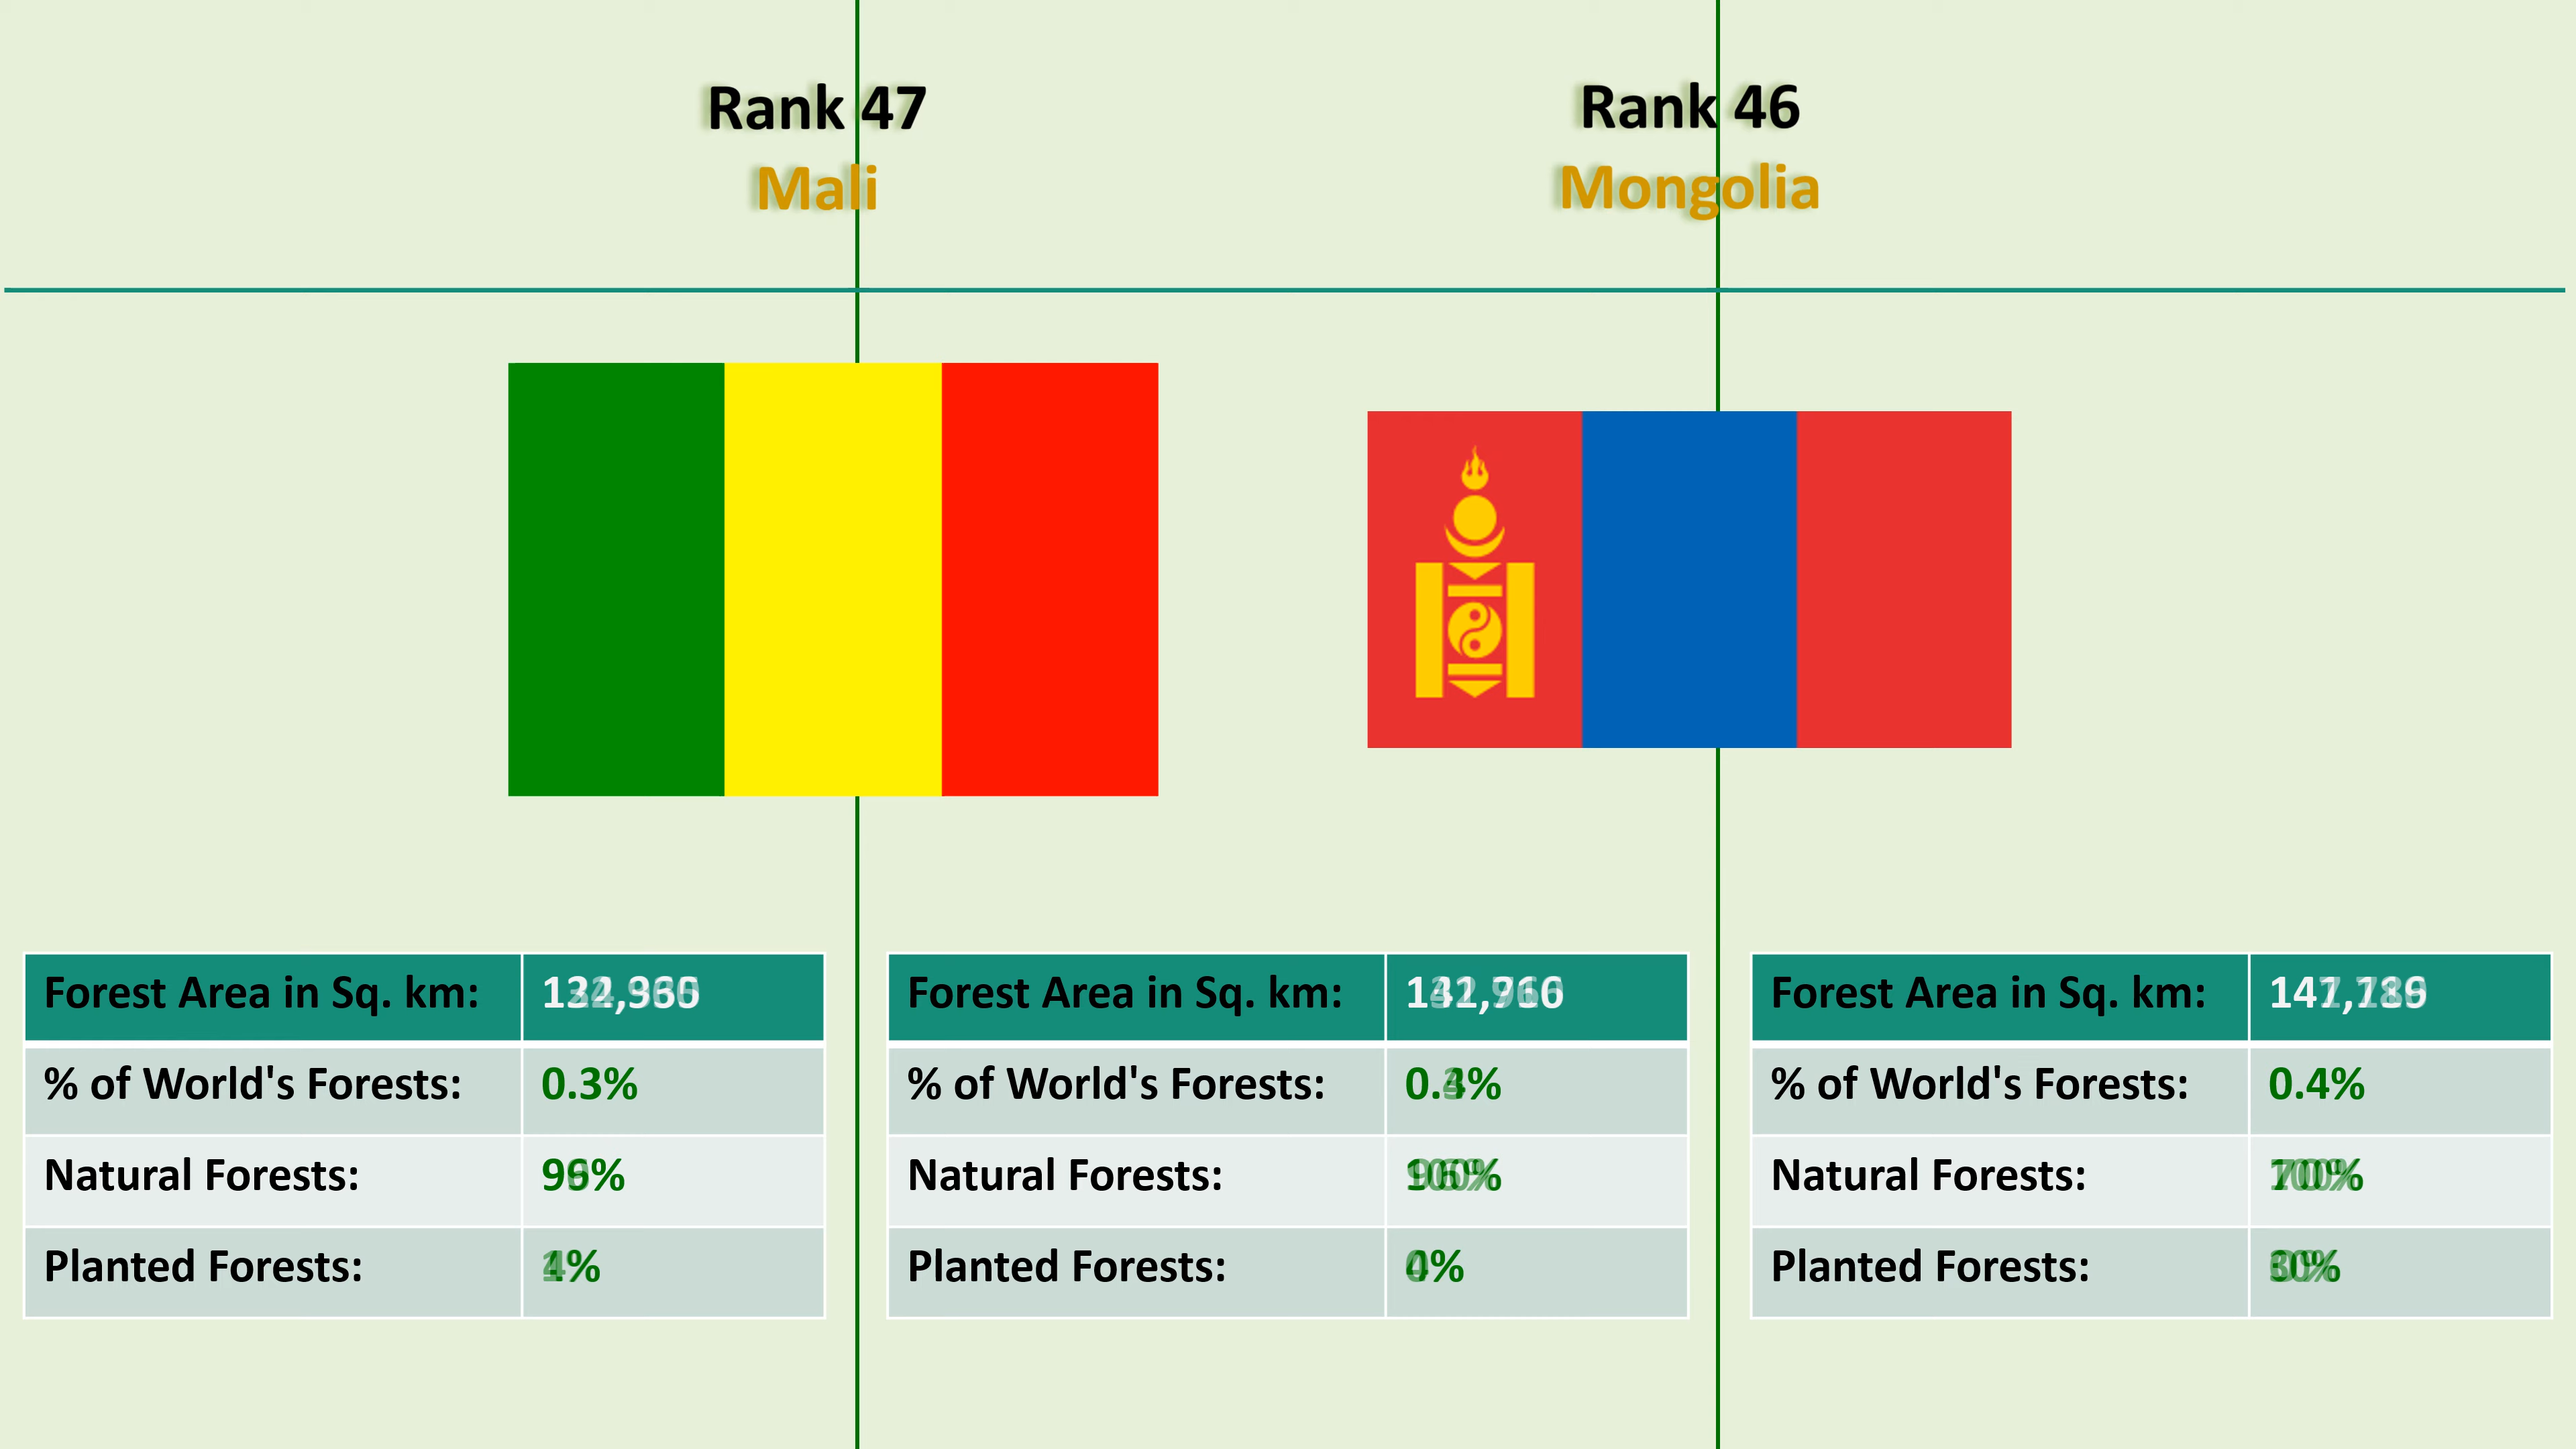 Rank 47
Mali
Rank 46
Mongolia
Forest Area in Sq. km:
% of World's Forests: 0.3%
Natural Forests:
Planted Forests:
Forest Area in Sq. km:
% of World's Forests:
Natural Forests:
Planted Forests:
Forest Area in Sq. km:
% of World's Forests: 0.4%
Natural Forests:
Planted Forests: